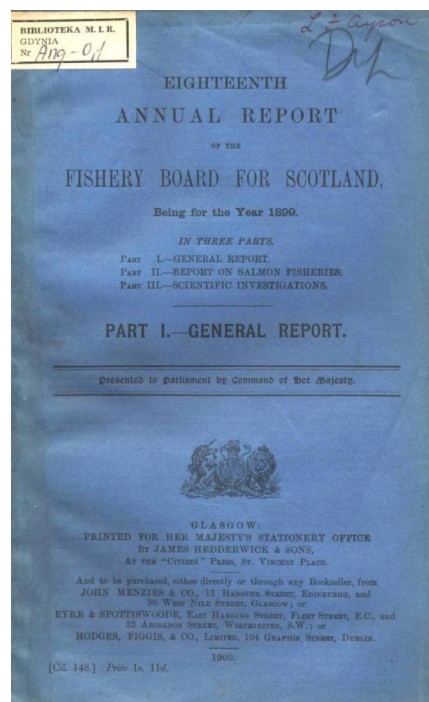 BIBLIOTEKA M. I. R.
GDYNIA
Nr Ang - 0,1
L F Ayson
EIGHTEENTH
ANNUAL REPORT
OF THE
FISHERY BOARD FOR SCOTLAND,
Being for the Year 1899.
IN THREE PARTS.
PART I.—GENERAL REPORT.
PART II.—REPORT ON SALMON FISHERIES.
PART III.—SCIENTIFIC INVESTIGATIONS.
PART I.—GENERAL REPORT.
Presented to Parliament by Command of Her Majesty.
GLASGOW:
PRINTED FOR HER MAJESTY'S STATIONERY OFFICE
BY JAMES HEDDERWICK & SONS,
AT THE "CITIZEN" PRESS, ST. VINCENT PLACE.
And to be purchased, either directly or through any Bookseller, from
JOHN MENZIES & CO., 12 HANOVER STREET, EDINBURGH, and
90 WEST NILE STREET, GLASGOW; or
EYRE & SPOTTISWOODE, EAST HARDING STREET, FLEET STREET, E.C., and
32 ABINGDON STREET, WESTMINSTER, S.W.; or
HODGES, FIGGIS, & CO., LIMITED, 104 GRAFTON STREET, DUBLIN.
1900.
[Cd. 148.] Price 1s. 11d.